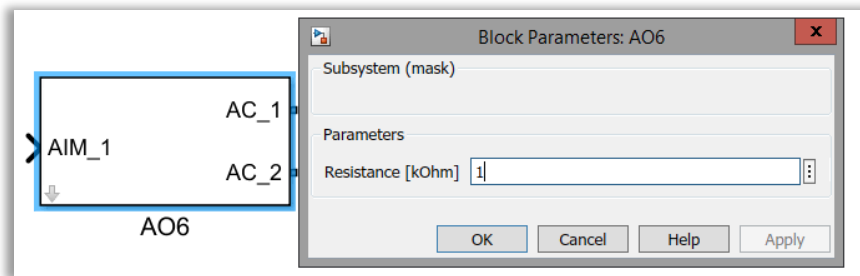 Block Parameters: AO6
x
Subsystem (mask)
AC_1
AIM_1
Parameters
AC_2
Resistance [kOhm] 1
AO6
OK Cancel Help Apply